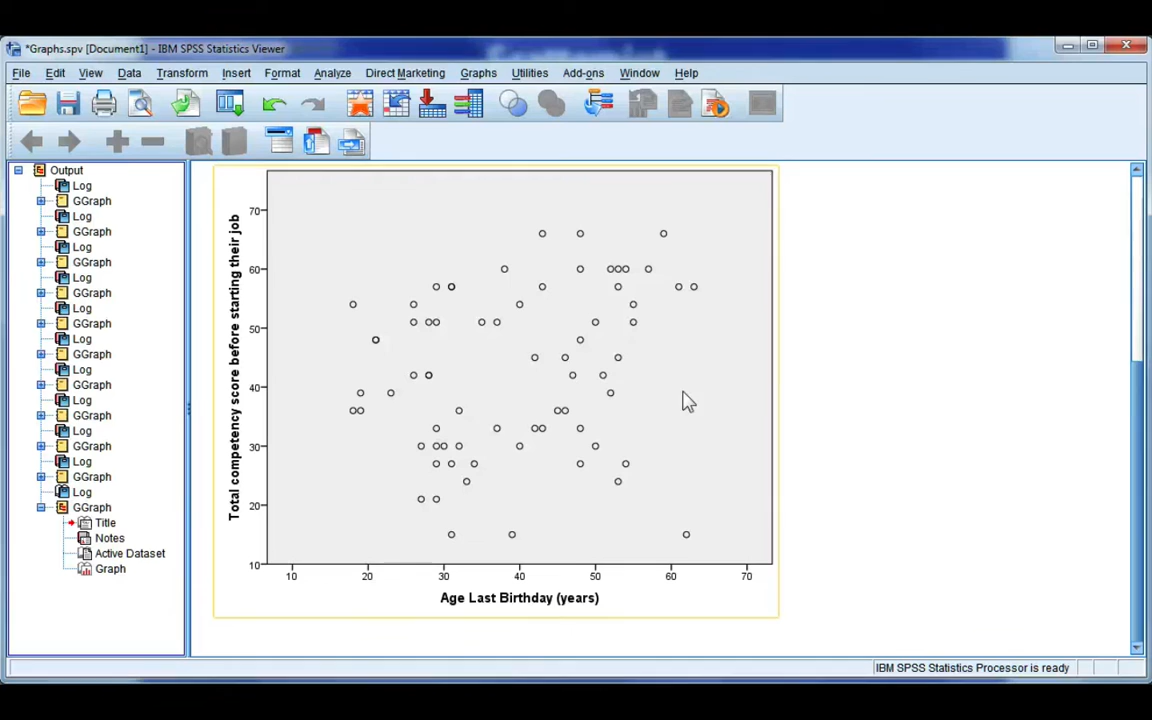 *Graphs.spv [Document1] - IBM SPSS Statistics Viewer
File Edit View Data Transform Insert Format Analyze Direct Marketing Graphs Utilities Add-ons Window Help
Output
Log
GGraph
Log
GGraph
Log
GGraph
Log
GGraph
Log
GGraph
Log
GGraph
Log
GGraph
Log
GGraph
Log
GGraph
Log
GGraph
Log
GGraph
Title
Notes
Active Dataset
Graph
Total competency score before starting their job
70
60
50
40
30
20
10
10 20 30 40 50 60 70
Age Last Birthday (years)
IBM SPSS Statistics Processor is ready